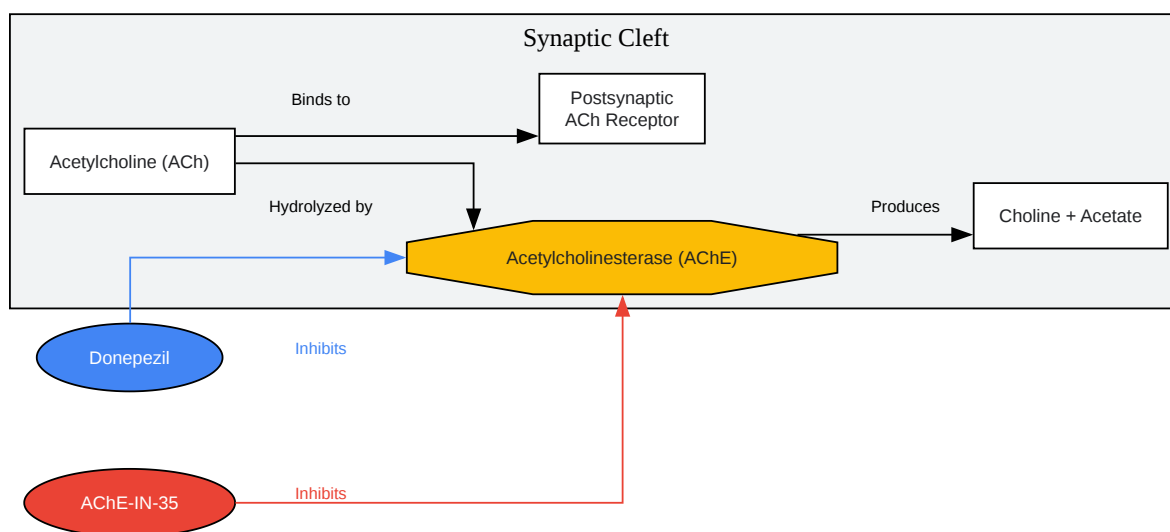 Synaptic Cleft
Binds to
Postsynaptic
ACh Receptor
Acetylcholine (ACh)
Hydrolyzed by
Produces
Choline + Acetate
Acetylcholinesterase (AChE)
Donepezil
Inhibits
AChE-IN-35
Inhibits